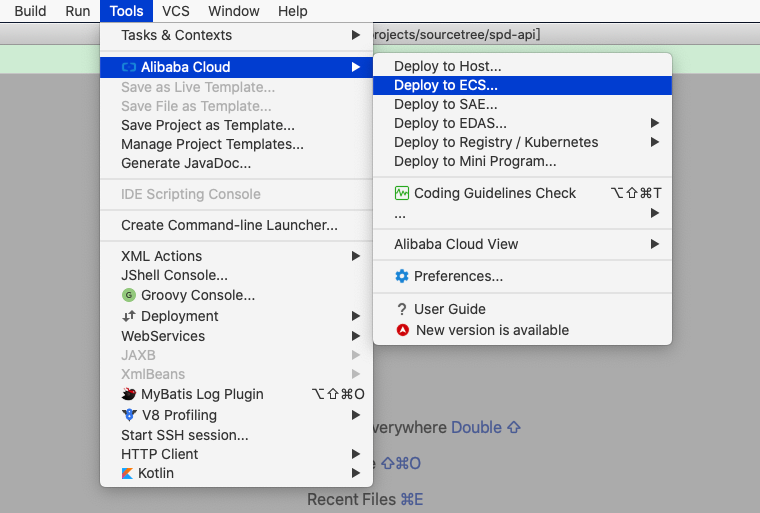 Build Run Tools VCS Window Help
projects/sourcetree/spd-api]
Tasks & Contexts
Alibaba Cloud
Save as Live Template...
Save File as Template...
Save Project as Template...
Manage Project Templates...
Generate JavaDoc...
IDE Scripting Console
Create Command-line Launcher...
XML Actions
JShell Console...
G Groovy Console...
Deployment
WebServices
JAXB
XmlBeans
MyBatis Log Plugin ⌥⇧⌘O
V8 Profiling
Start SSH session...
HTTP Client
Kotlin
Deploy to Host...
Deploy to ECS...
Deploy to SAE...
Deploy to EDAS...
Deploy to Registry / Kubernetes
Deploy to Mini Program...
Coding Guidelines Check ⌥⇧⌘T
...
Alibaba Cloud View
Preferences...
? User Guide
New version is available
verywhere Double ⇧
e ⇧⌘O
Recent Files ⌘E